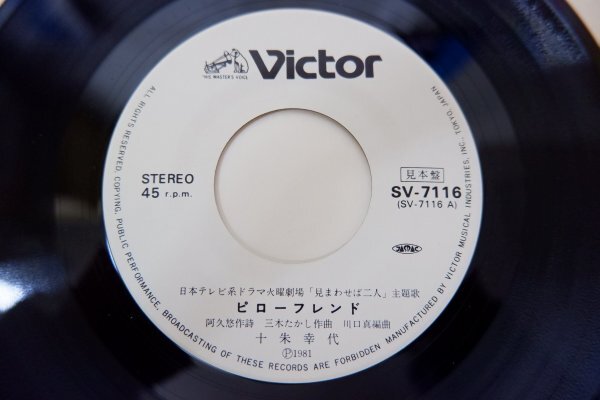 "HIS MASTER'S VOICE"
Victor
STEREO
45 r.p.m.
見本盤
SV-7116
(SV-7116 A)
JASRAC
日本テレビ系ドラマ火曜劇場「見まわせば二人」主題歌
ピローフレンド
阿久悠作詩 三木たかし作曲 川口真編曲
十朱幸代
Ⓟ1981
ALL RIGHTS RESERVED. COPYING, PUBLIC PERFORMANCE, BROADCASTING OF THESE RECORDS ARE FORBIDDEN MANUFACTURED BY VICTOR MUSICAL INDUSTRIES, INC., TOKYO, JAPAN